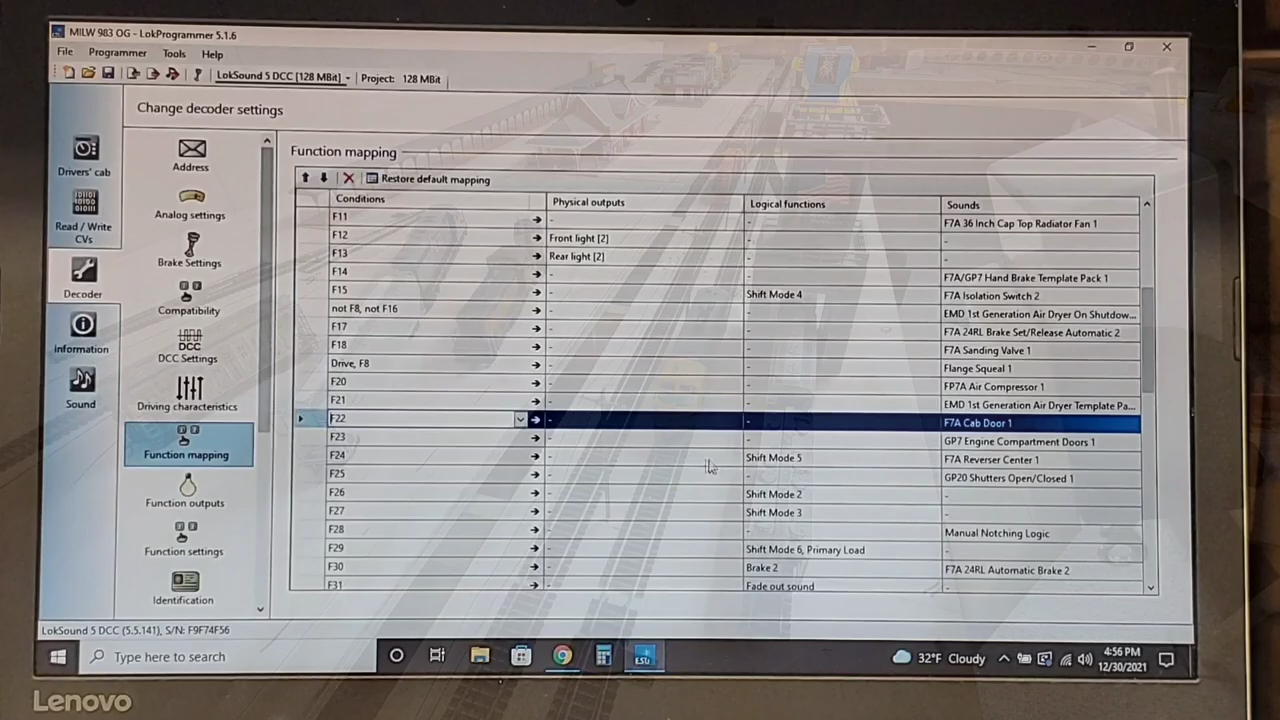 MILW 983 OG - LokProgrammer 5.1.6
File Programmer Tools Help
LokSound 5 DCC [128 MBit] Project: 128 MBit
Change decoder settings
Drivers' cab
Read / Write
CVs
Decoder
Information
Sound
Address
Analog settings
Brake Settings
Compatibility
DCC
DCC Settings
Driving characteristics
Function mapping
Function outputs
Function settings
Identification
Function mapping
Restore default mapping
Conditions Physical outputs Logical functions Sounds
F11 - - F7A 36 Inch Cap Top Radiator Fan 1
F12 Front light [2] - -
F13 Rear light [2] - -
F14 - - F7A/GP7 Hand Brake Template Pack 1
F15 - Shift Mode 4 F7A Isolation Switch 2
not F8, not F16 - - EMD 1st Generation Air Dryer On Shutdow...
F17 - - F7A 24RL Brake Set/Release Automatic 2
F18 - - F7A Sanding Valve 1
Drive, F8 - - Flange Squeal 1
F20 - - FP7A Air Compressor 1
F21 - - EMD 1st Generation Air Dryer Template Pa...
F22 - - F7A Cab Door 1
F23 - - GP7 Engine Compartment Doors 1
F24 - Shift Mode 5 F7A Reverser Center 1
F25 - - GP20 Shutters Open/Closed 1
F26 - Shift Mode 2 -
F27 - Shift Mode 3 -
F28 - - Manual Notching Logic
F29 - Shift Mode 6, Primary Load -
F30 - Brake 2 F7A 24RL Automatic Brake 2
F31 - Fade out sound -
LokSound 5 DCC (5.5.141), S/N: F9F74F56
Type here to search
ESU
32°F Cloudy
4:56 PM
12/30/2021
Lenovo